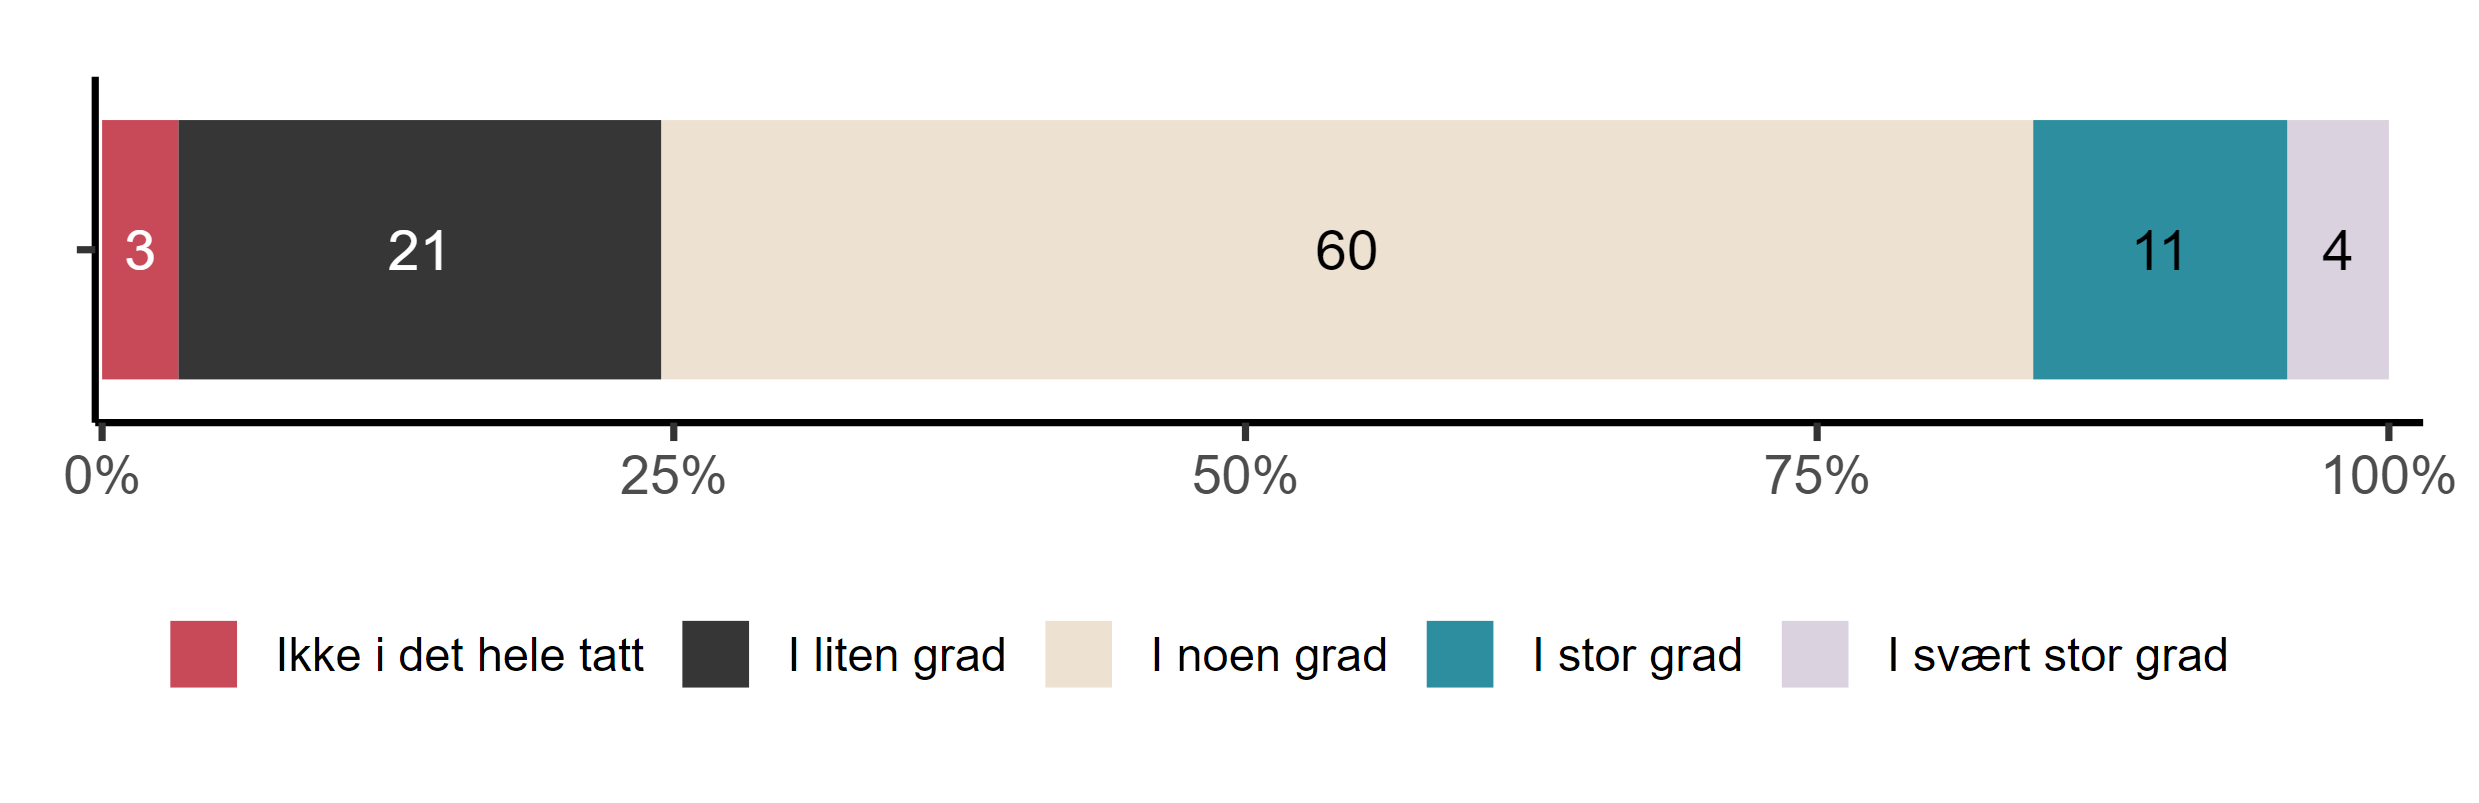 3 21 60 11 4
0% 25% 50% 75% 100%
Ikke i det hele tatt I liten grad I noen grad I stor grad I svært stor grad